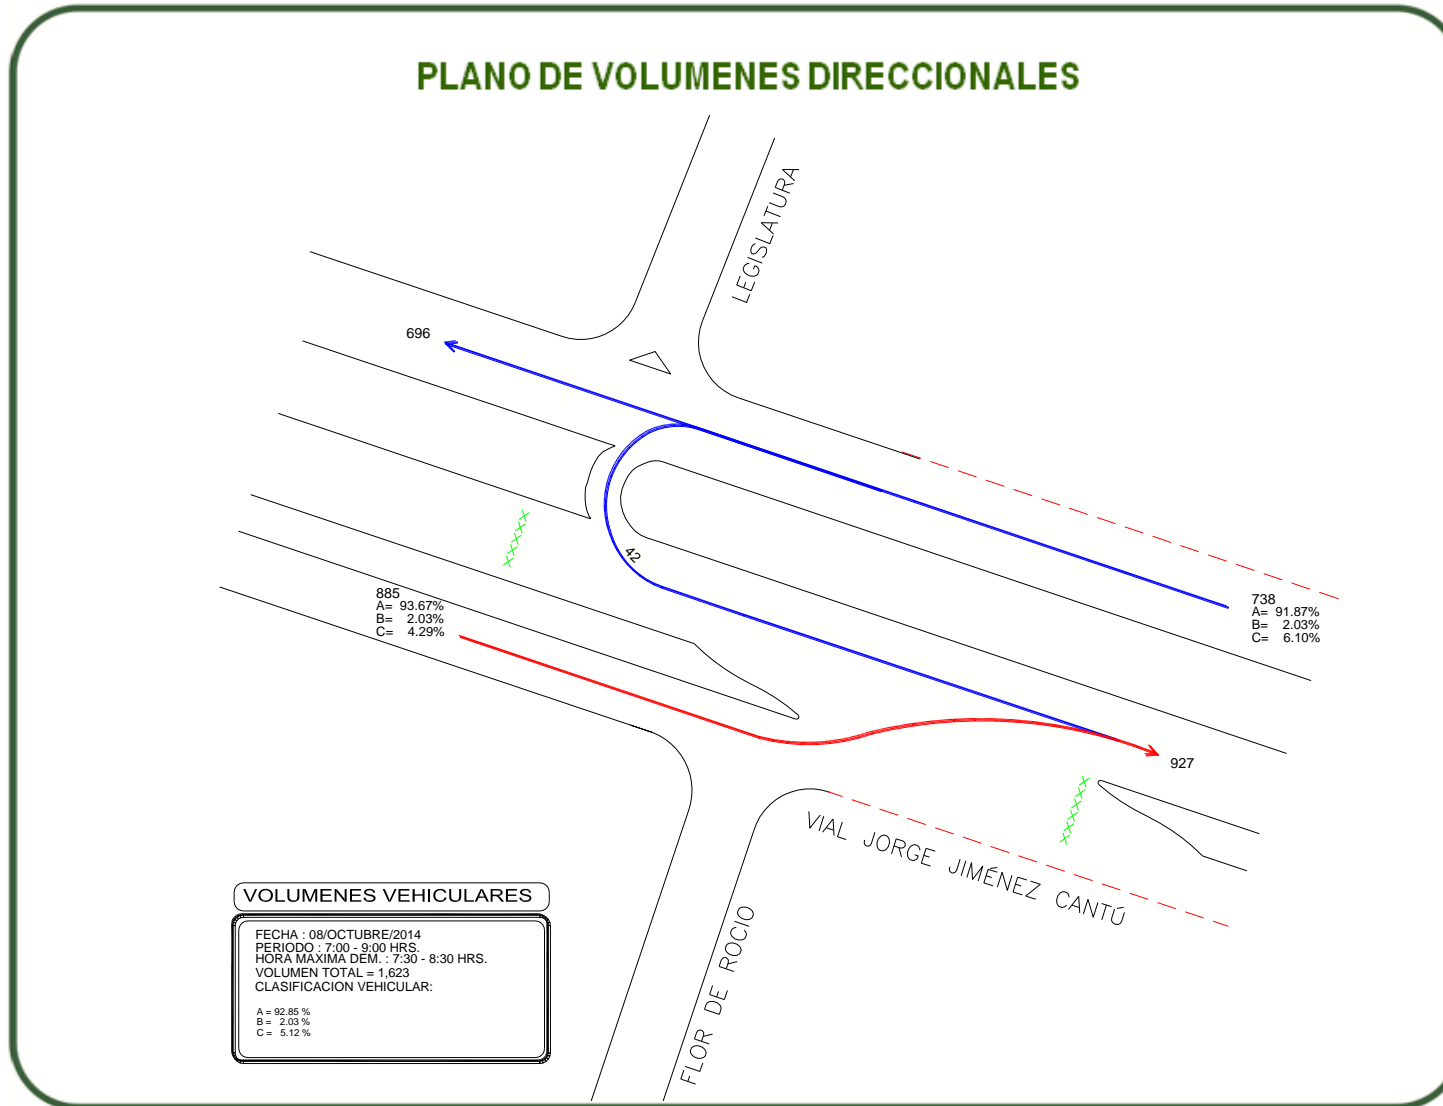 PLANO DE VOLUMENES DIRECCIONALES
LEGISLATURA
696
42
885
A= 93.67%
B= 2.03%
C= 4.29%
738
A= 91.87%
B= 2.03%
C= 6.10%
927
VIAL JORGE JIMÉNEZ CANTÚ
FLOR DE ROCIO
VOLUMENES VEHICULARES
FECHA : 08/OCTUBRE/2014
PERIODO : 7:00 - 9:00 HRS.
HORA MAXIMA DEM. : 7:30 - 8:30 HRS.
VOLUMEN TOTAL = 1,623
CLASIFICACION VEHICULAR:
A = 92.85 %
B = 2.03 %
C = 5.12 %